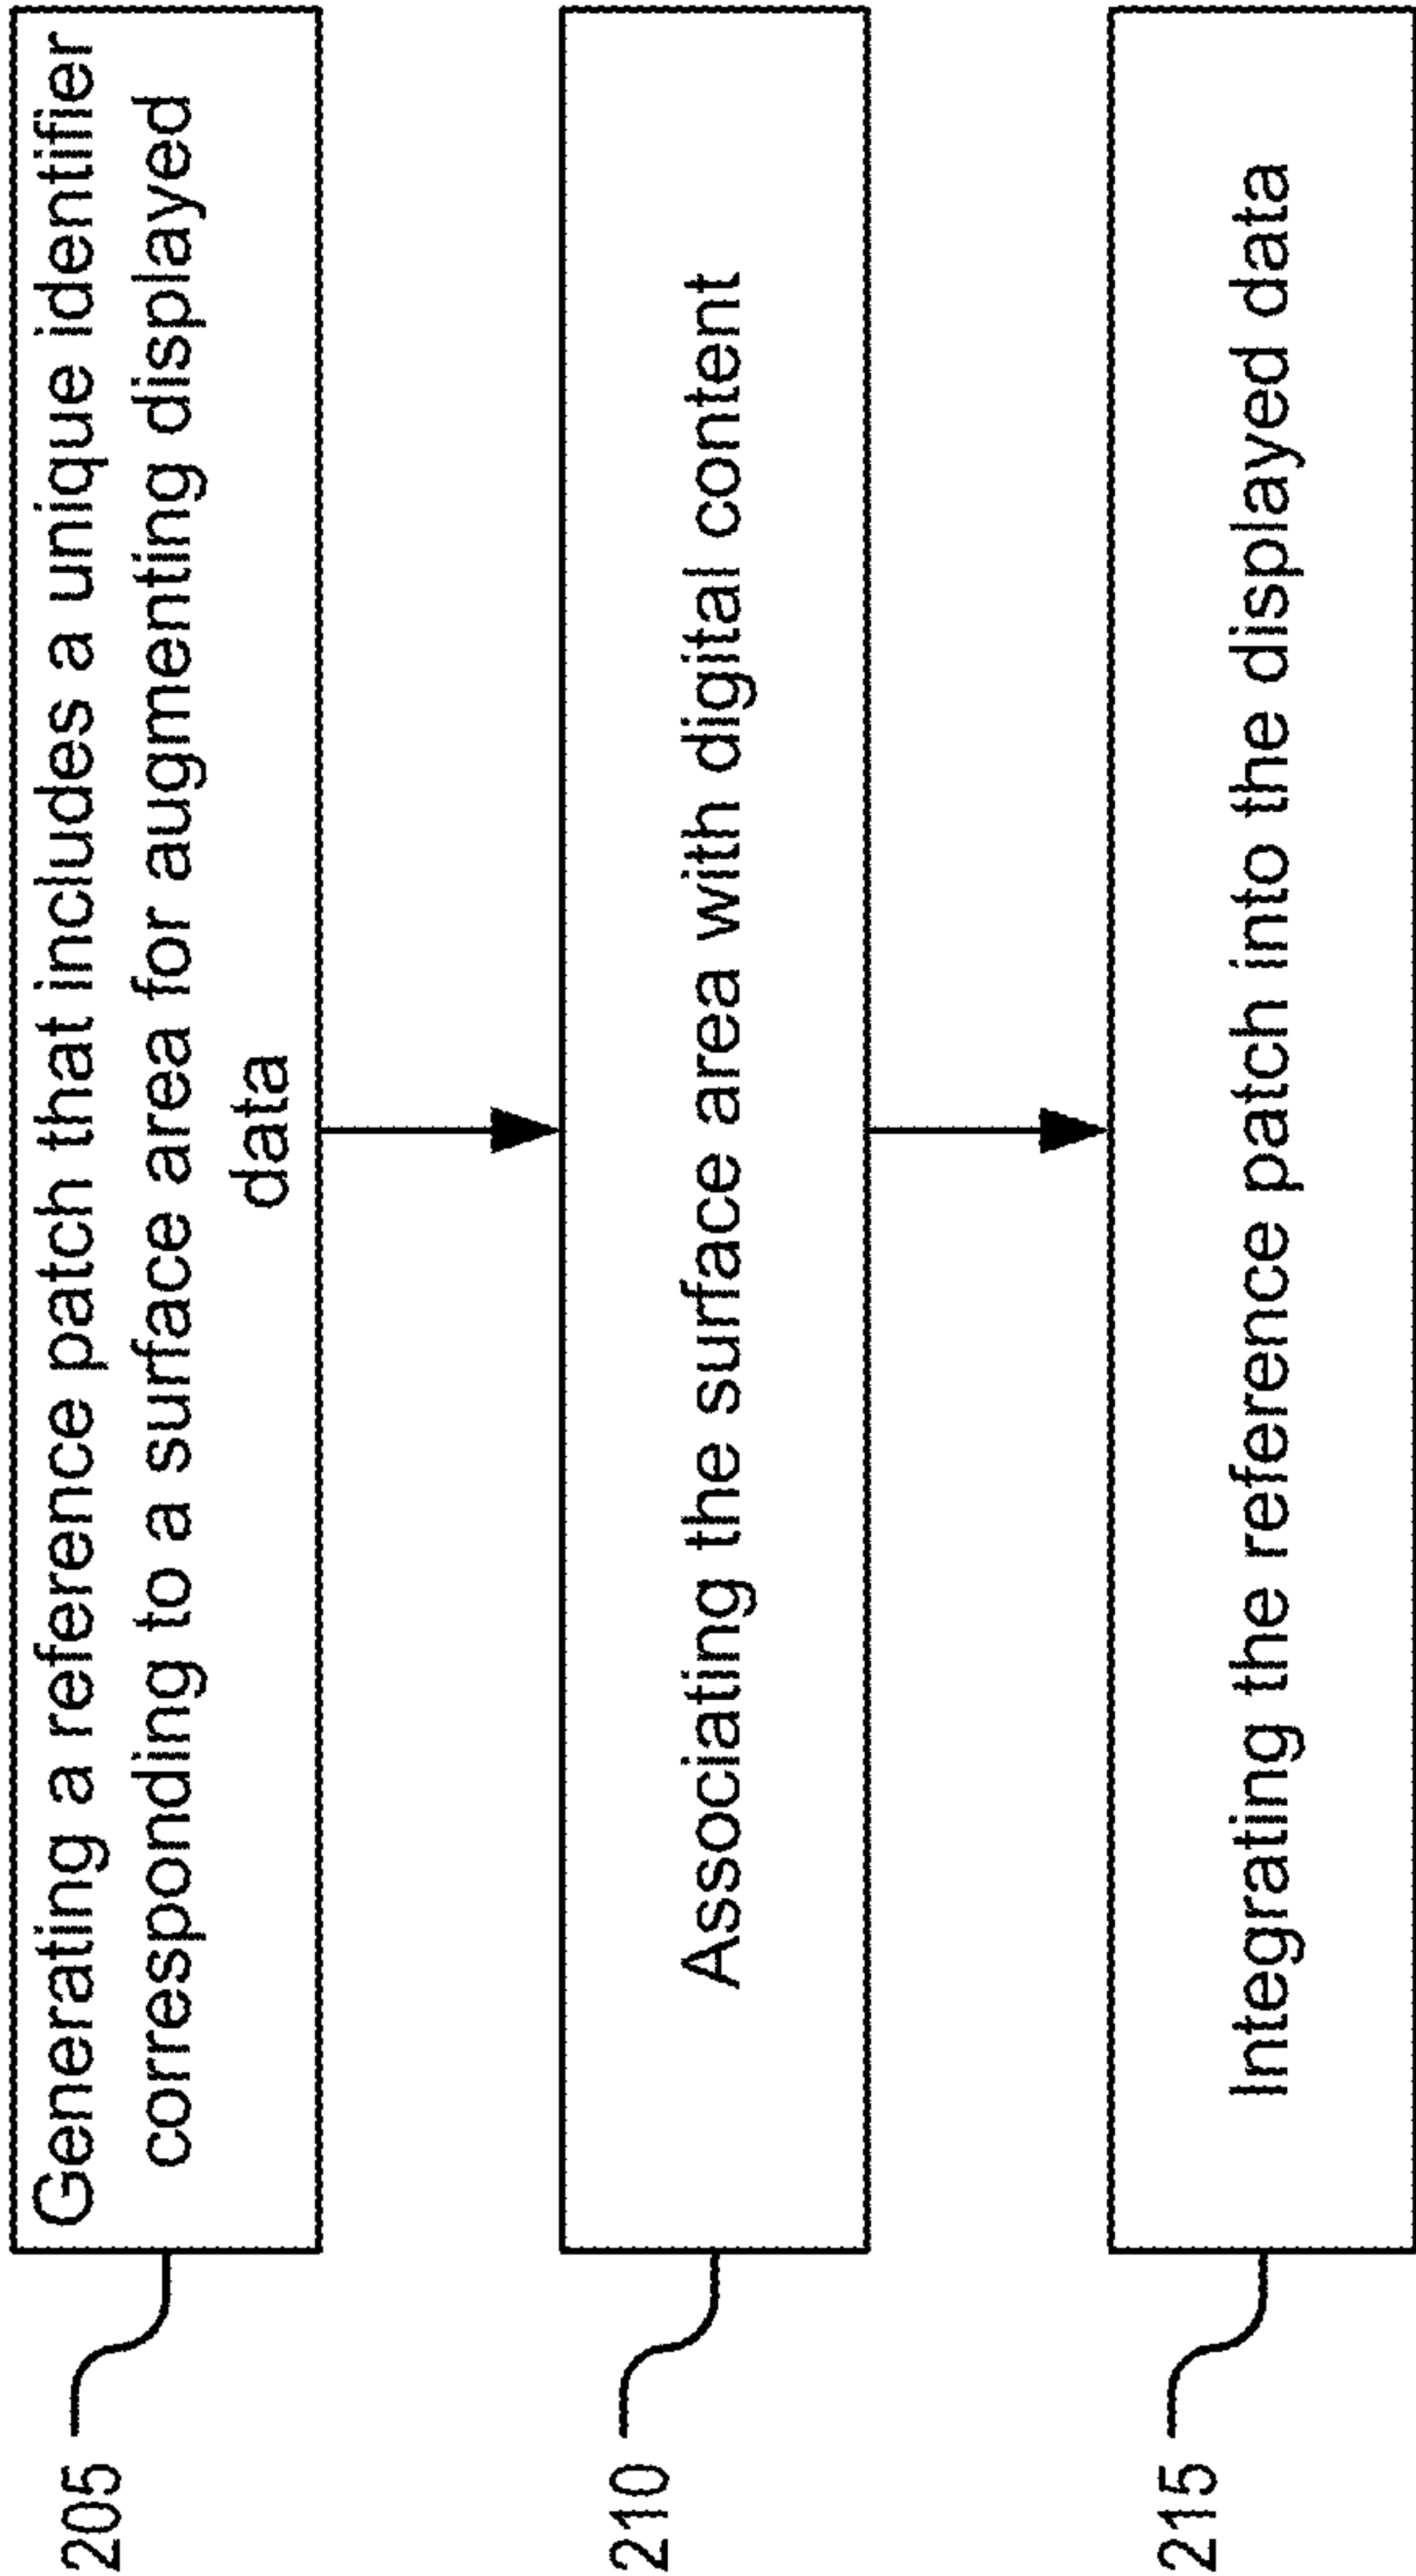 205
Generating a reference patch that includes a unique identifier
corresponding to a surface area for augmenting displayed
data
210
Associating the surface area with digital content
215
Integrating the reference patch into the displayed data